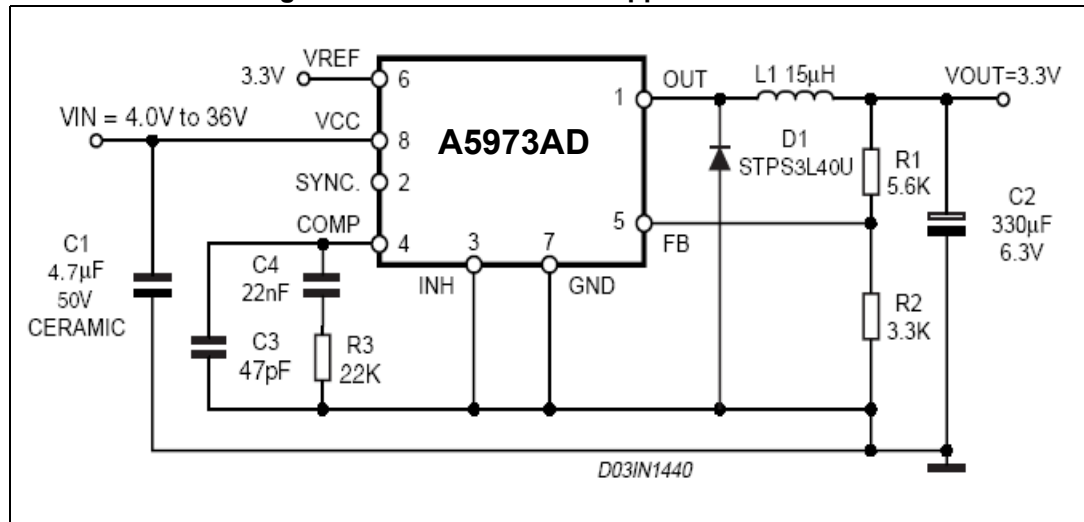 VREF
3.3V
6
OUT
L1 15µH
VOUT=3.3V
1
VIN = 4.0V to 36V
VCC
8
A5973AD
D1
STPS3L40U
R1
5.6K
SYNC.
2
C2
330µF
6.3V
COMP
4
3
7
5
FB
INH
GND
C1
4.7µF
50V
CERAMIC
C4
22nF
R2
3.3K
C3
47pF
R3
22K
D03IN1440